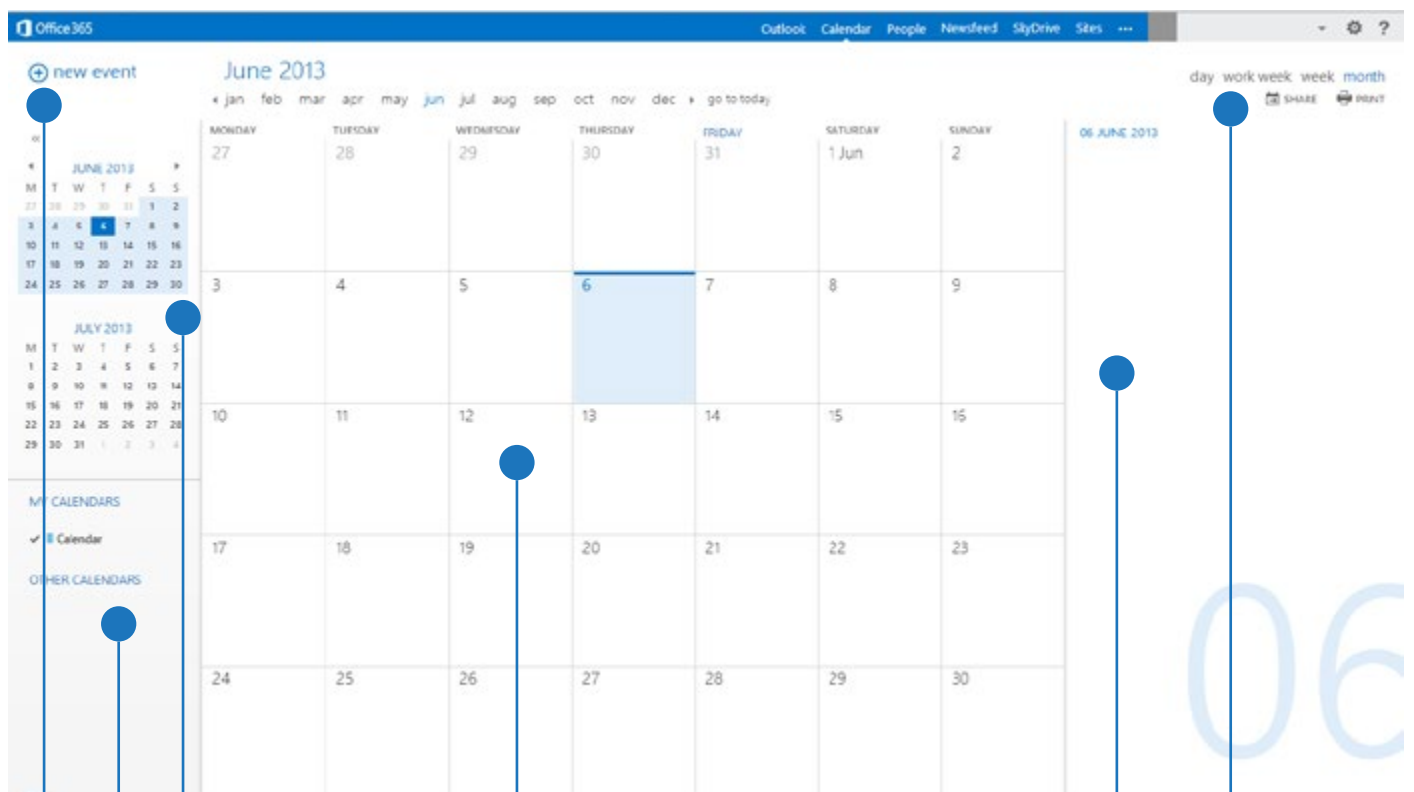 Office 365
Outlook Calendar People Newsfeed SkyDrive Sites ••• ?
new event
June 2013
day work week week month
jan feb mar apr may jun jul aug sep oct nov dec go to today
SHARE PRINT
«
JUNE 2013
M T W T F S S
27 28 29 30 31 1 2
3 4 5 6 7 8 9
10 11 12 13 14 15 16
17 18 19 20 21 22 23
24 25 26 27 28 29 30
JULY 2013
M T W T F S S
1 2 3 4 5 6 7
8 9 10 11 12 13 14
15 16 17 18 19 20 21
22 23 24 25 26 27 28
29 30 31 1 2 3 4
MY CALENDARS
Calendar
OTHER CALENDARS
MONDAY TUESDAY WEDNESDAY THURSDAY FRIDAY SATURDAY SUNDAY
27 28 29 30 31 1 Jun 2
3 4 5 6 7 8 9
10 11 12 13 14 15 16
17 18 19 20 21 22 23
24 25 26 27 28 29 30
06 JUNE 2013
06